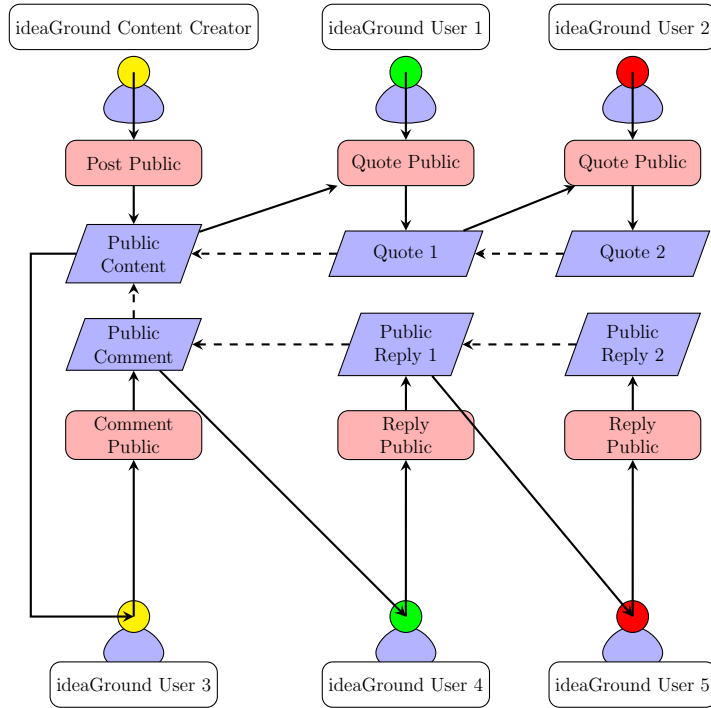 ideaGround Content Creator
ideaGround User 1
ideaGround User 2
Post Public
Quote Public
Quote Public
Public
Content
Quote 1
Quote 2
Public
Comment
Public
Reply 1
Public
Reply 2
Comment
Public
Reply
Public
Reply
Public
ideaGround User 3
ideaGround User 4
ideaGround User 5